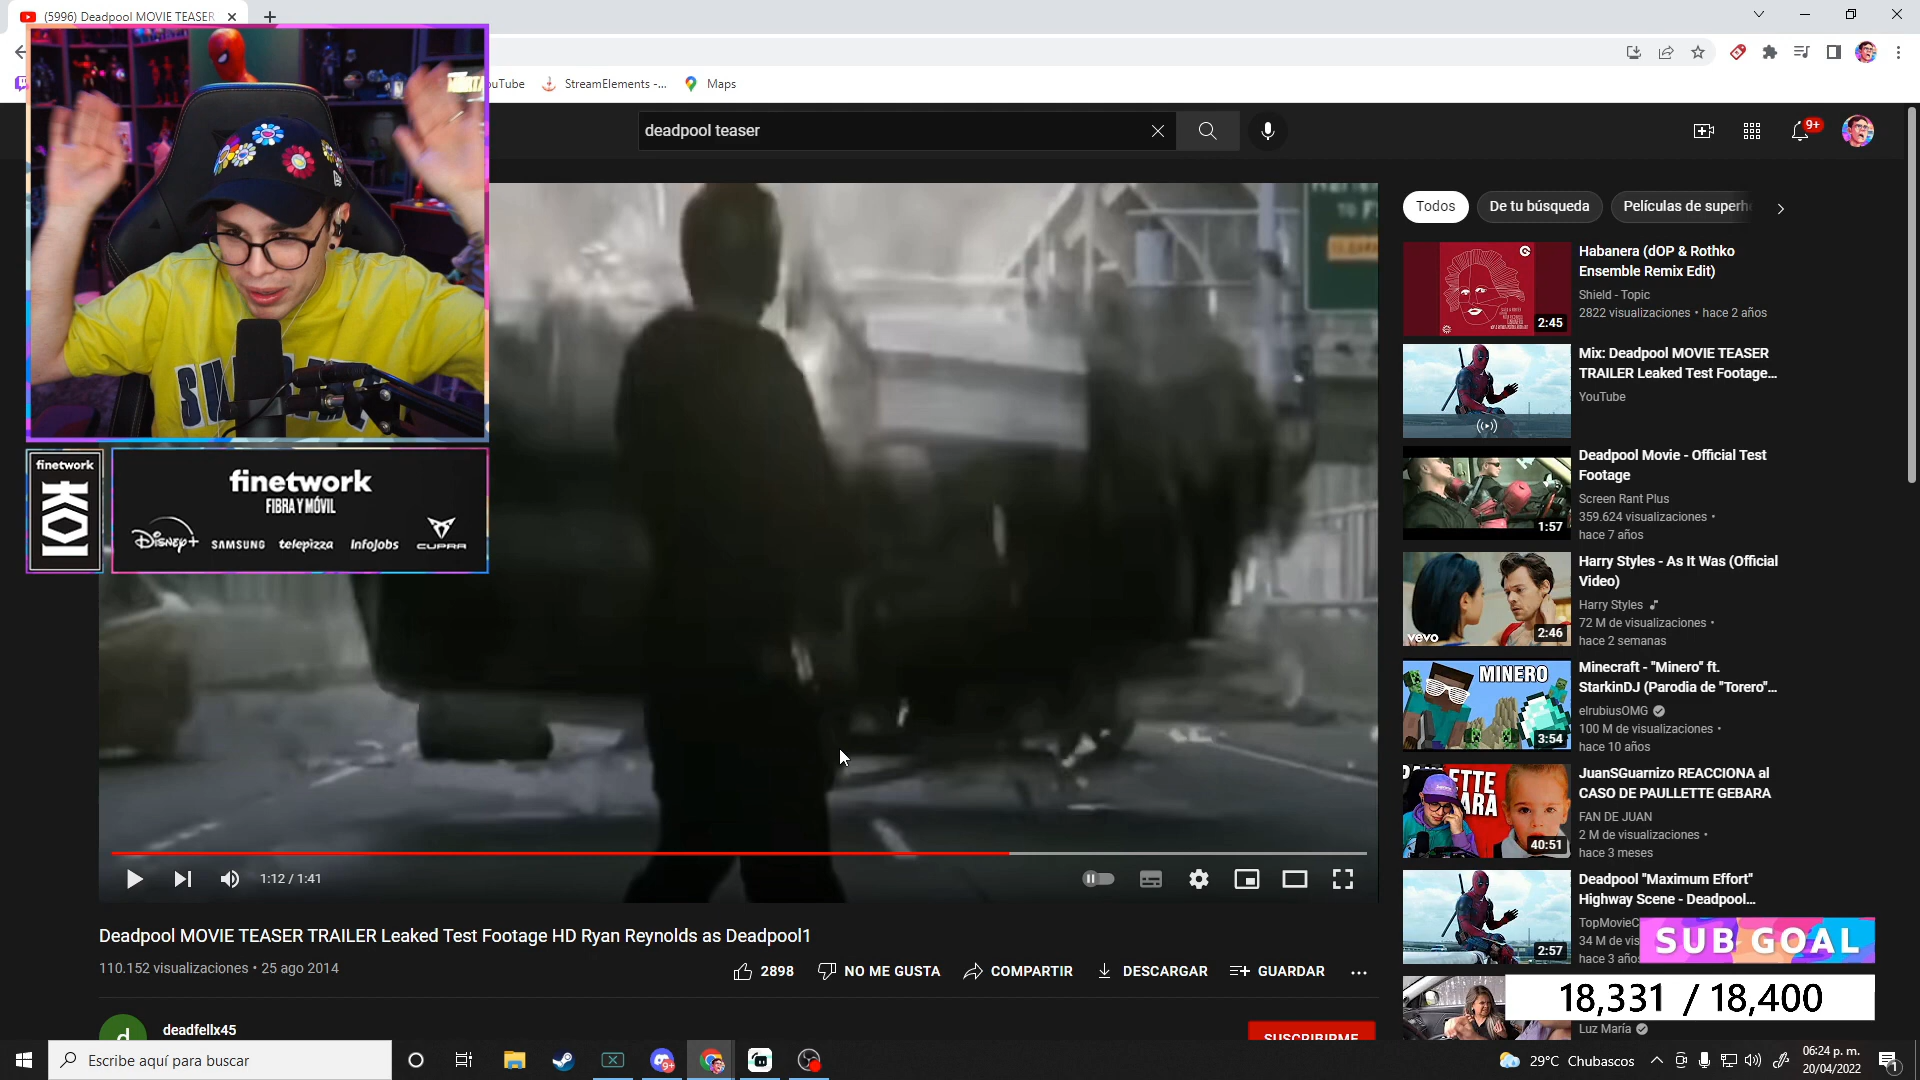 (5996) Deadpool MOVIE TEASER
YouTube
StreamElements -...
Maps
deadpool teaser
9+
finetwork
KOI
finetwork
FIBRA Y MÓVIL
Disney+ SAMSUNG telepizza InfoJobs CUPRA
TO F
1:12 / 1:41
Deadpool MOVIE TEASER TRAILER Leaked Test Footage HD Ryan Reynolds as Deadpool1
110.152 visualizaciones • 25 ago 2014
2898 NO ME GUSTA COMPARTIR DESCARGAR GUARDAR
deadfellx45
SUSCRIBIRME
Todos De tu búsqueda Películas de superhé
Habanera (dOP & Rothko
Ensemble Remix Edit)
Shield - Topic
2822 visualizaciones • hace 2 años
2:45
Mix: Deadpool MOVIE TEASER
TRAILER Leaked Test Footage...
YouTube
Deadpool Movie - Official Test
Footage
Screen Rant Plus
359.624 visualizaciones •
hace 7 años
1:57
Harry Styles - As It Was (Official
Video)
Harry Styles
72 M de visualizaciones •
hace 2 semanas
vevo
2:46
Minecraft - "Minero" ft.
StarkinDJ (Parodia de "Torero"...
elrubiusOMG
100 M de visualizaciones •
hace 10 años
MINERO
3:54
JuanSGuarnizo REACCIONA al
CASO DE PAULLETTE GEBARA
FAN DE JUAN
2 M de visualizaciones •
hace 3 meses
40:51
Deadpool "Maximum Effort"
Highway Scene - Deadpool...
TopMovieC
34 M de vis
hace 3 años
2:57
SUB GOAL
18,331 / 18,400
Luz María
Escribe aquí para buscar
29°C Chubascos
06:24 p. m.
20/04/2022
1